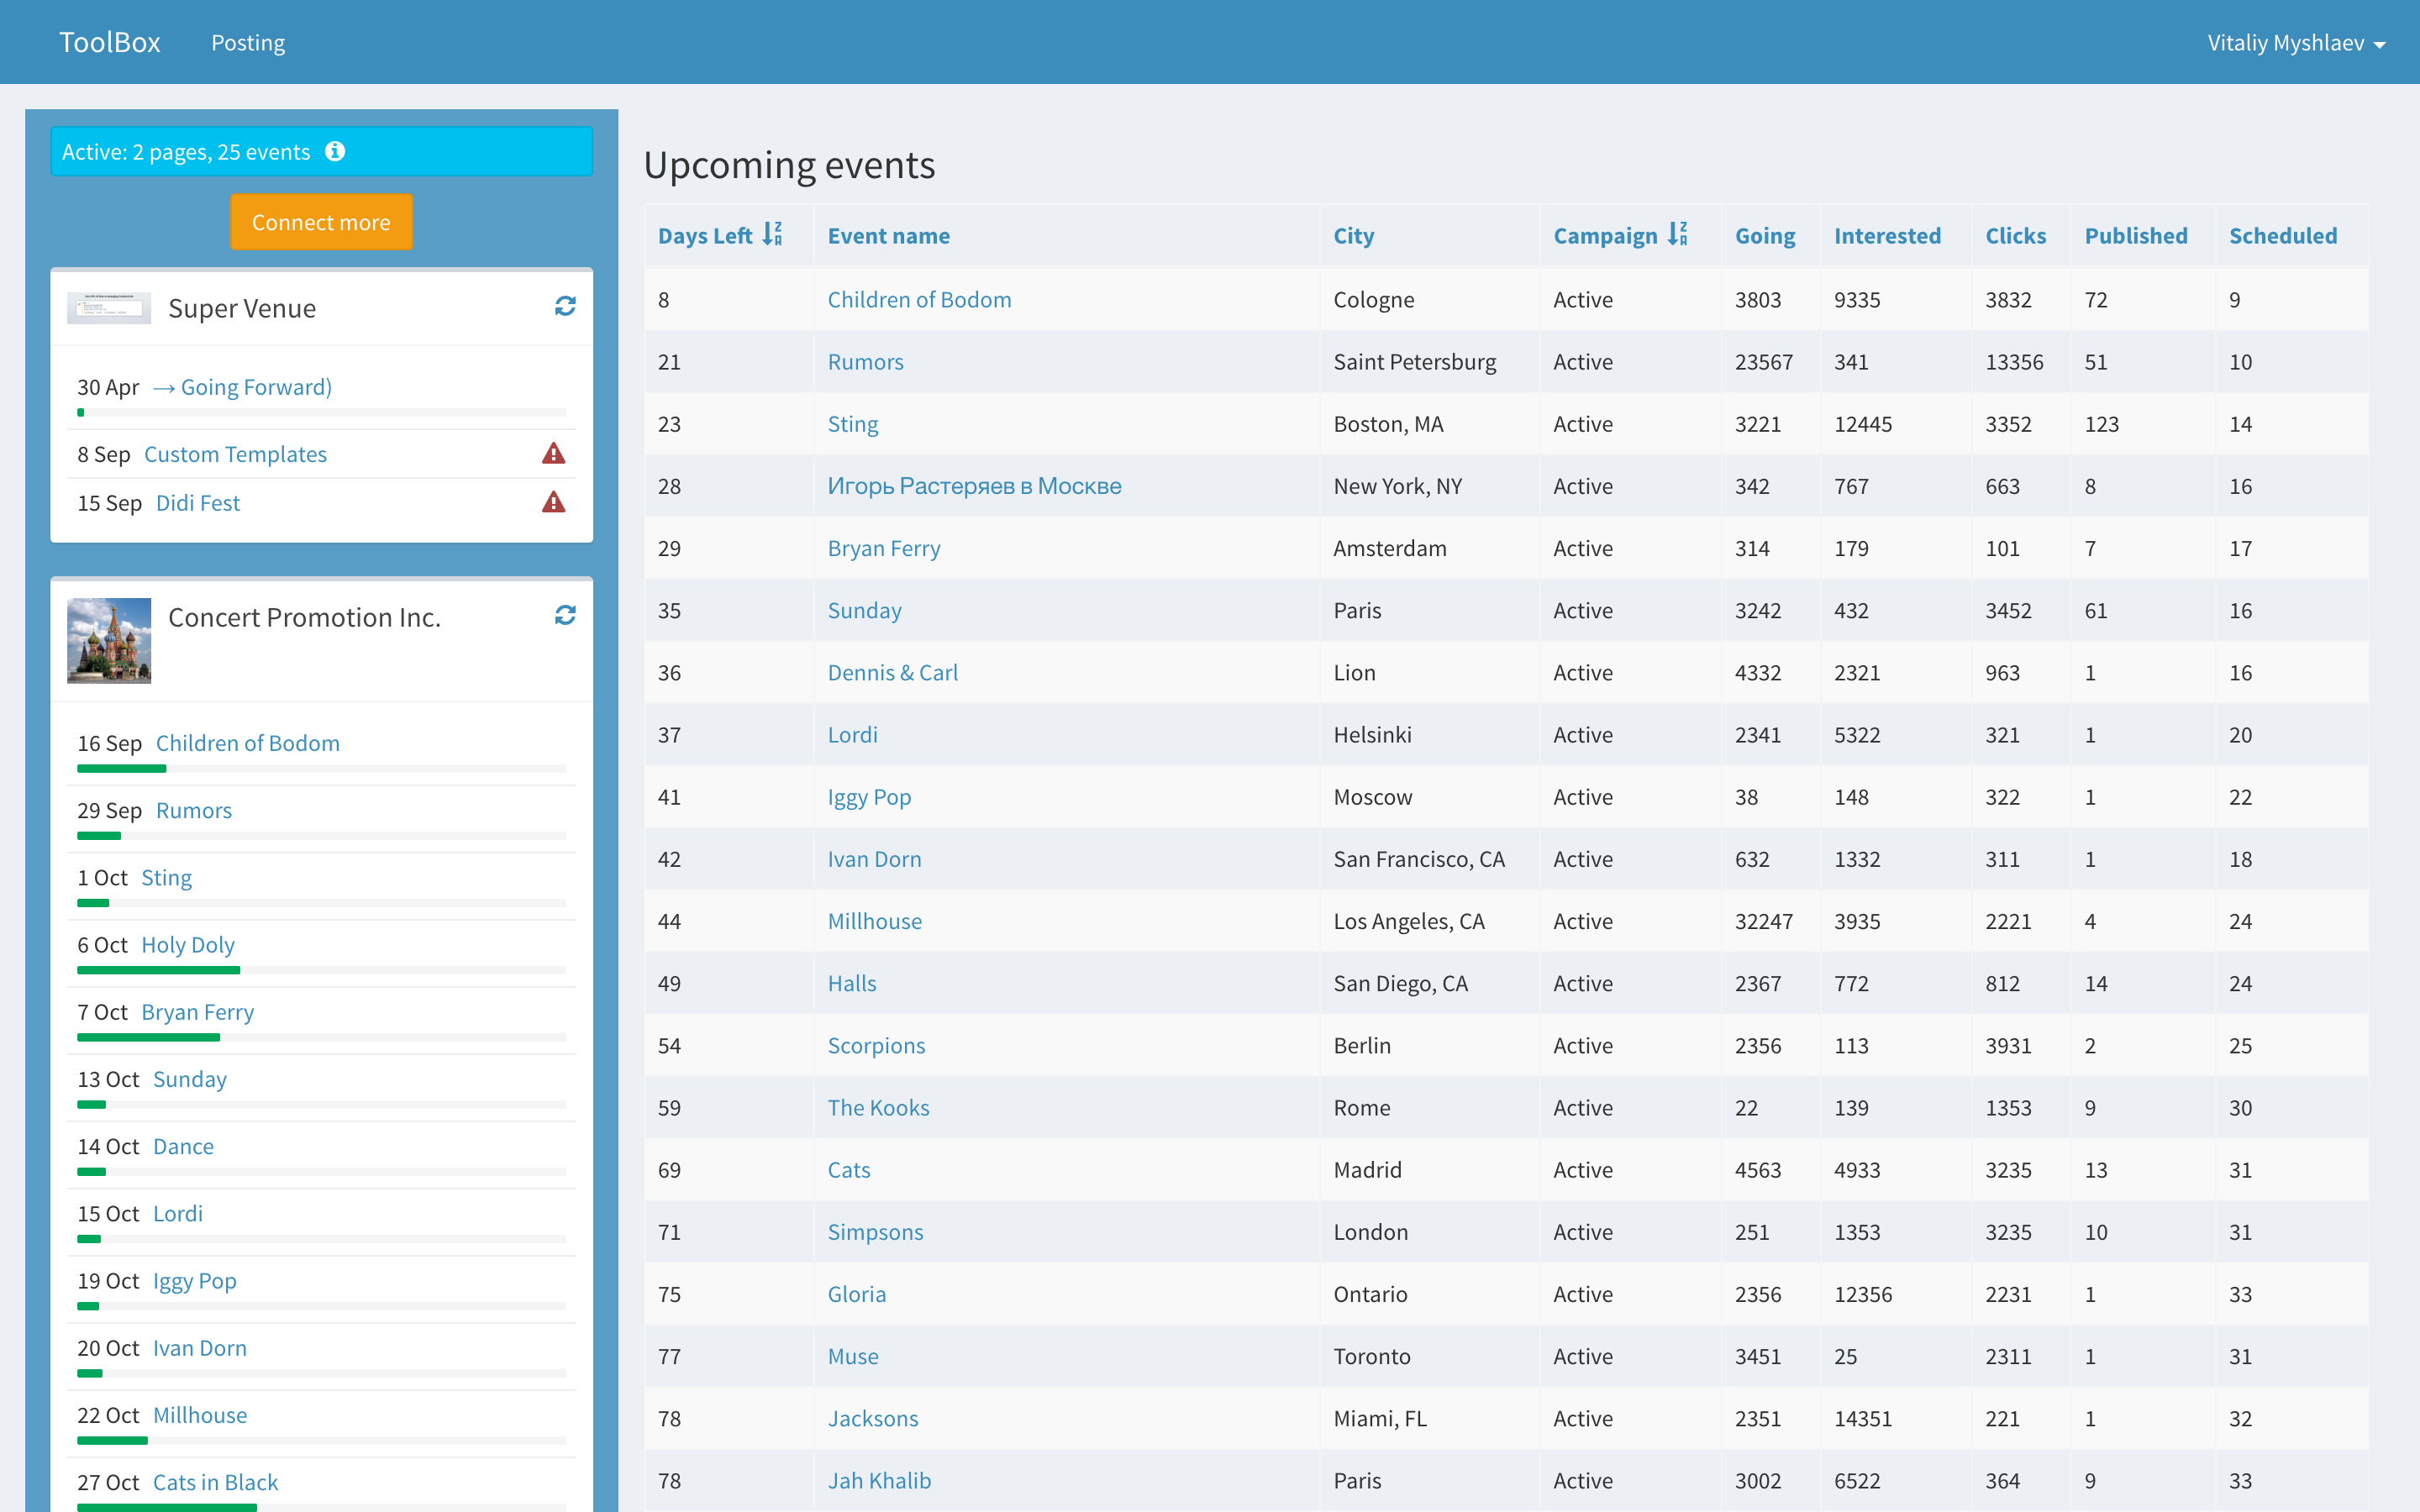 ToolBox Posting Vitaliy Myshlaev
Active: 2 pages, 25 events
Connect more
Super Venue
30 Apr → Going Forward)
8 Sep Custom Templates
15 Sep Didi Fest
Concert Promotion Inc.
16 Sep Children of Bodom
29 Sep Rumors
1 Oct Sting
6 Oct Holy Doly
7 Oct Bryan Ferry
13 Oct Sunday
14 Oct Dance
15 Oct Lordi
19 Oct Iggy Pop
20 Oct Ivan Dorn
22 Oct Millhouse
27 Oct Cats in Black
Upcoming events
Days Left Event name City Campaign Going Interested Clicks Published Scheduled
8 Children of Bodom Cologne Active 3803 9335 3832 72 9
21 Rumors Saint Petersburg Active 23567 341 13356 51 10
23 Sting Boston, MA Active 3221 12445 3352 123 14
28 Игорь Растеряев в Москве New York, NY Active 342 767 663 8 16
29 Bryan Ferry Amsterdam Active 314 179 101 7 17
35 Sunday Paris Active 3242 432 3452 61 16
36 Dennis & Carl Lion Active 4332 2321 963 1 16
37 Lordi Helsinki Active 2341 5322 321 1 20
41 Iggy Pop Moscow Active 38 148 322 1 22
42 Ivan Dorn San Francisco, CA Active 632 1332 311 1 18
44 Millhouse Los Angeles, CA Active 32247 3935 2221 4 24
49 Halls San Diego, CA Active 2367 772 812 14 24
54 Scorpions Berlin Active 2356 113 3931 2 25
59 The Kooks Rome Active 22 139 1353 9 30
69 Cats Madrid Active 4563 4933 3235 13 31
71 Simpsons London Active 251 1353 3235 10 31
75 Gloria Ontario Active 2356 12356 2231 1 33
77 Muse Toronto Active 3451 25 2311 1 31
78 Jacksons Miami, FL Active 2351 14351 221 1 32
78 Jah Khalib Paris Active 3002 6522 364 9 33